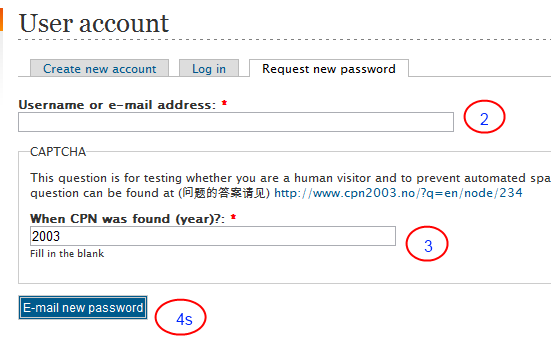 User account
Create new account Log in Request new password
Username or e-mail address: *
2
CAPTCHA
This question is for testing whether you are a human visitor and to prevent automated spa
question can be found at (问题的答案请见) http://www.cpn2003.no/?q=en/node/234
When CPN was found (year)?: *
2003
3
Fill in the blank
E-mail new password
4s